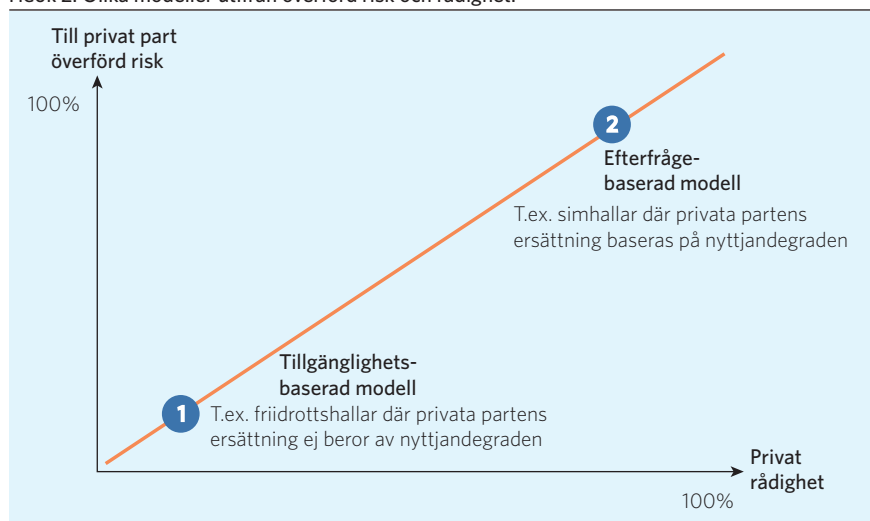 Till privat part
överförd risk
100%
2
Efterfråge-
baserad modell
T.ex. simhallar där privata partens
ersättning baseras på nyttjandegraden
Tillgänglighets-
baserad modell
1
T.ex. friidrottshallar där privata partens
ersättning ej beror av nyttjandegraden
Privat
rådighet
100%